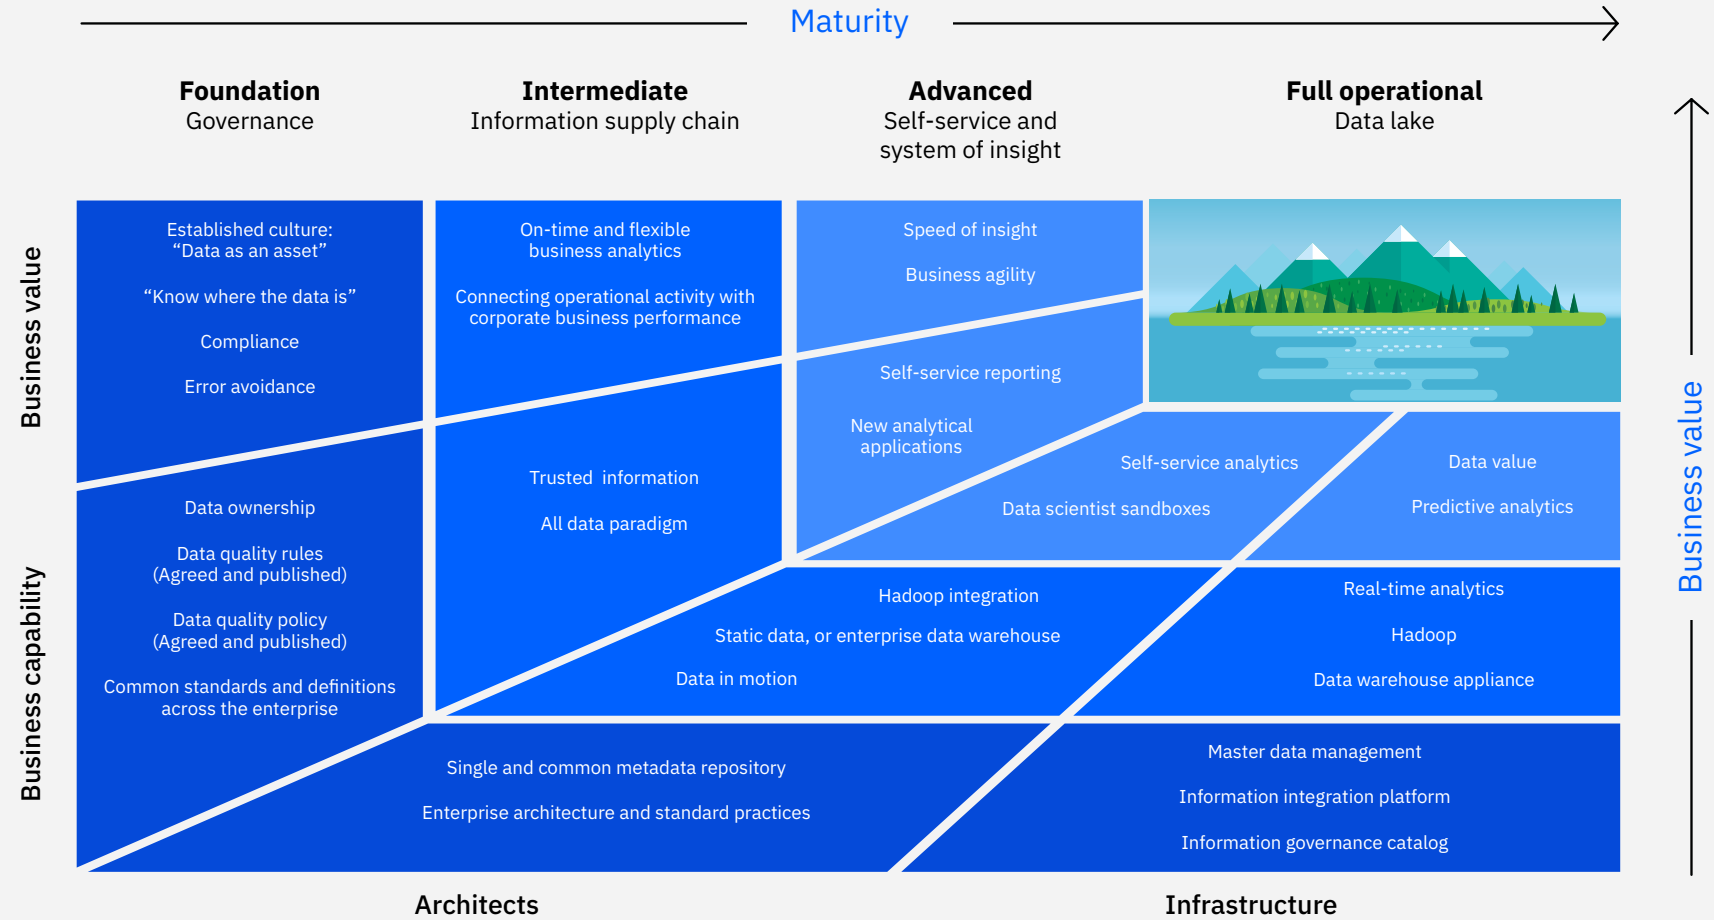 Maturity
Foundation
Governance
Intermediate
Information supply chain
Advanced
Self-service and
system of insight
Full operational
Data lake
Business value
Established culture:
“Data as an asset”
“Know where the data is”
Compliance
Error avoidance
On-time and flexible
business analytics
Connecting operational activity with
corporate business performance
Speed of insight
Business agility
Business capability
Data ownership
Data quality rules
(Agreed and published)
Data quality policy
(Agreed and published)
Common standards and definitions
across the enterprise
Trusted information
All data paradigm
Self-service reporting
New analytical
applications
Self-service analytics
Data scientist sandboxes
Data value
Predictive analytics
Hadoop integration
Static data, or enterprise data warehouse
Data in motion
Real-time analytics
Hadoop
Data warehouse appliance
Single and common metadata repository
Enterprise architecture and standard practices
Master data management
Information integration platform
Information governance catalog
Architects
Infrastructure
Business value